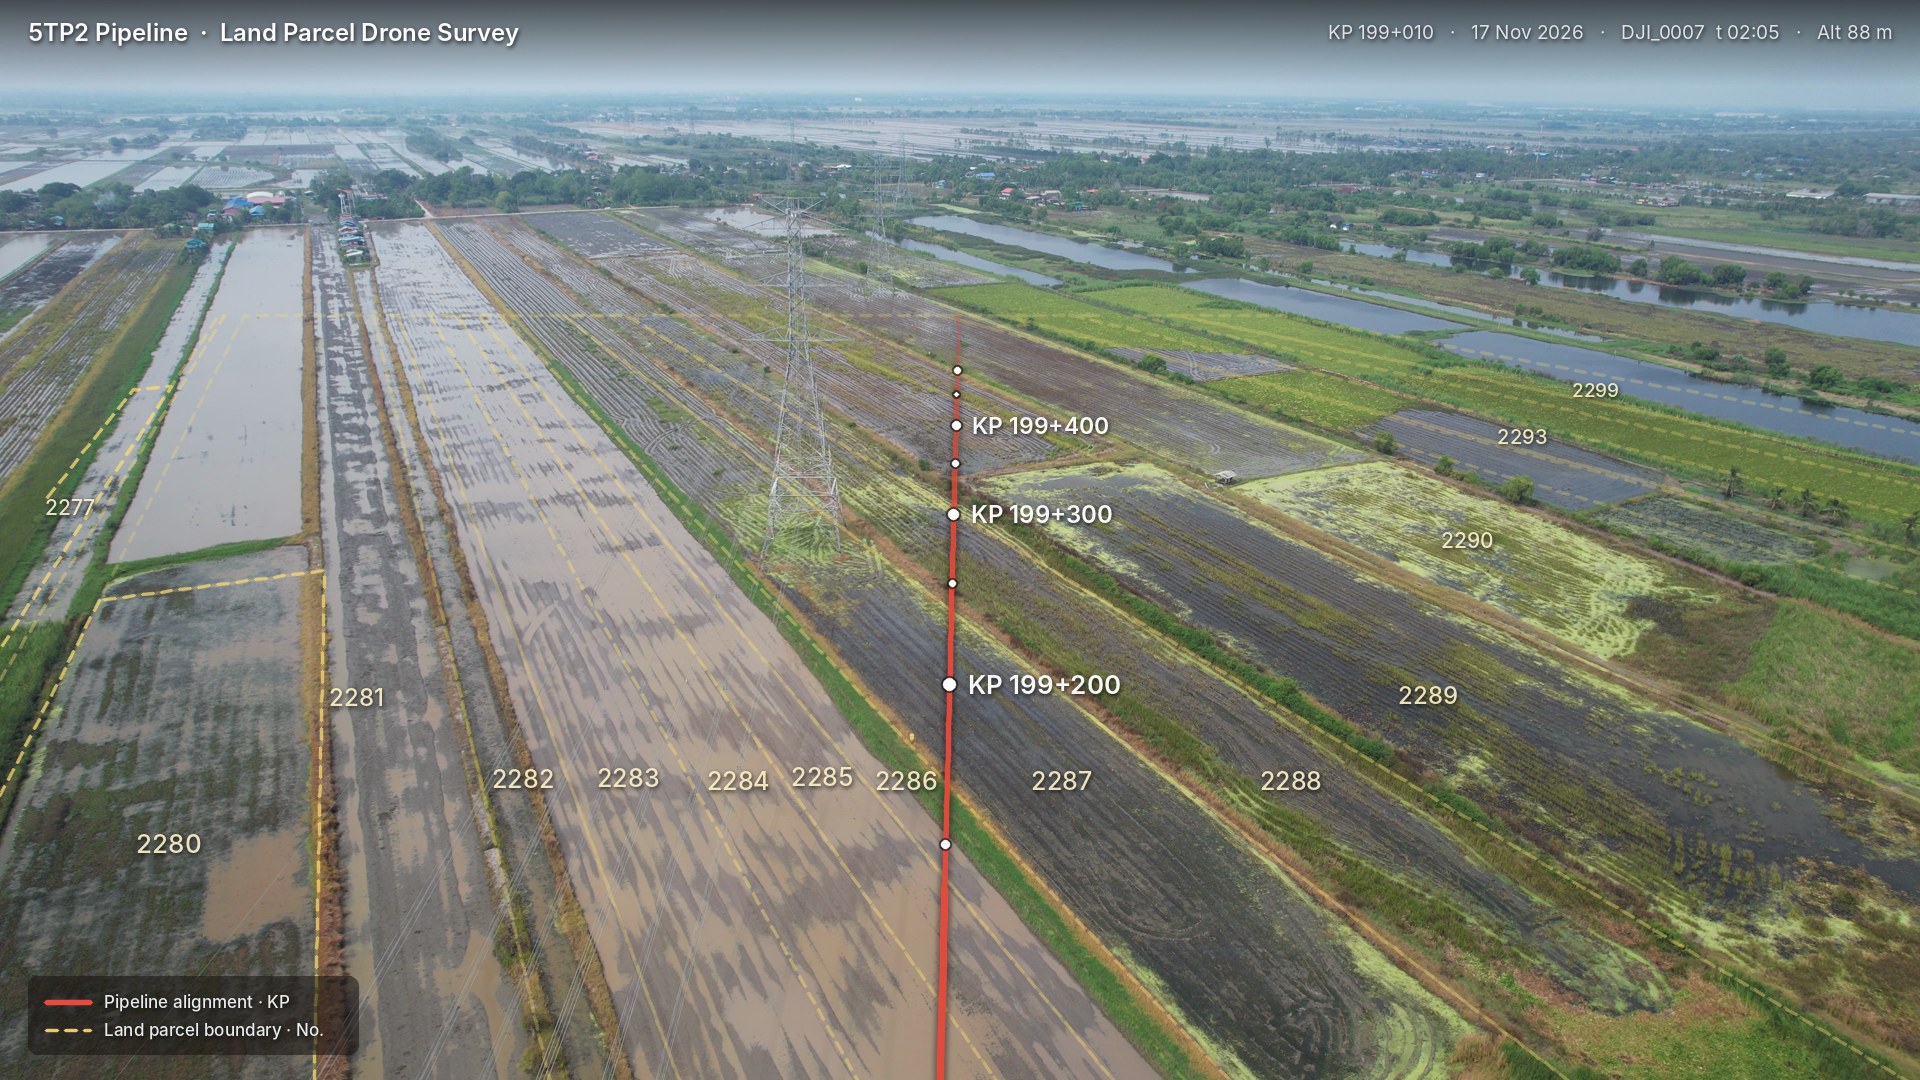 5TP2 Pipeline · Land Parcel Drone Survey
KP 199+010 · 17 Nov 2026 · DJI_0007 t 02:05 · Alt 88 m
2299
KP 199+400
2293
2277
KP 199+300
2290
KP 199+200
2281
2289
2282
2283
2284
2285
2286
2287
2288
2280
Pipeline alignment · KP
Land parcel boundary · No.